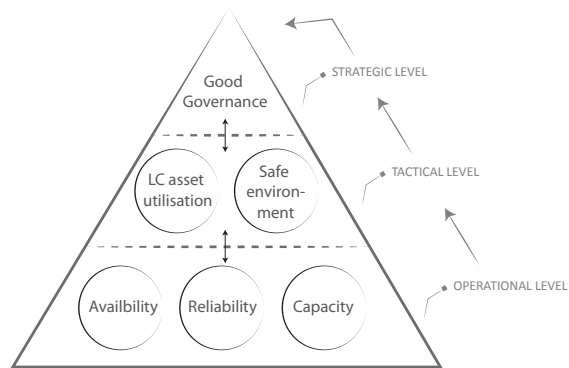 Good
Governance
STRATEGIC LEVEL
LC asset
utilisation
Safe
environ-
ment
TACTICAL LEVEL
Availbility
Reliability
Capacity
OPERATIONAL LEVEL